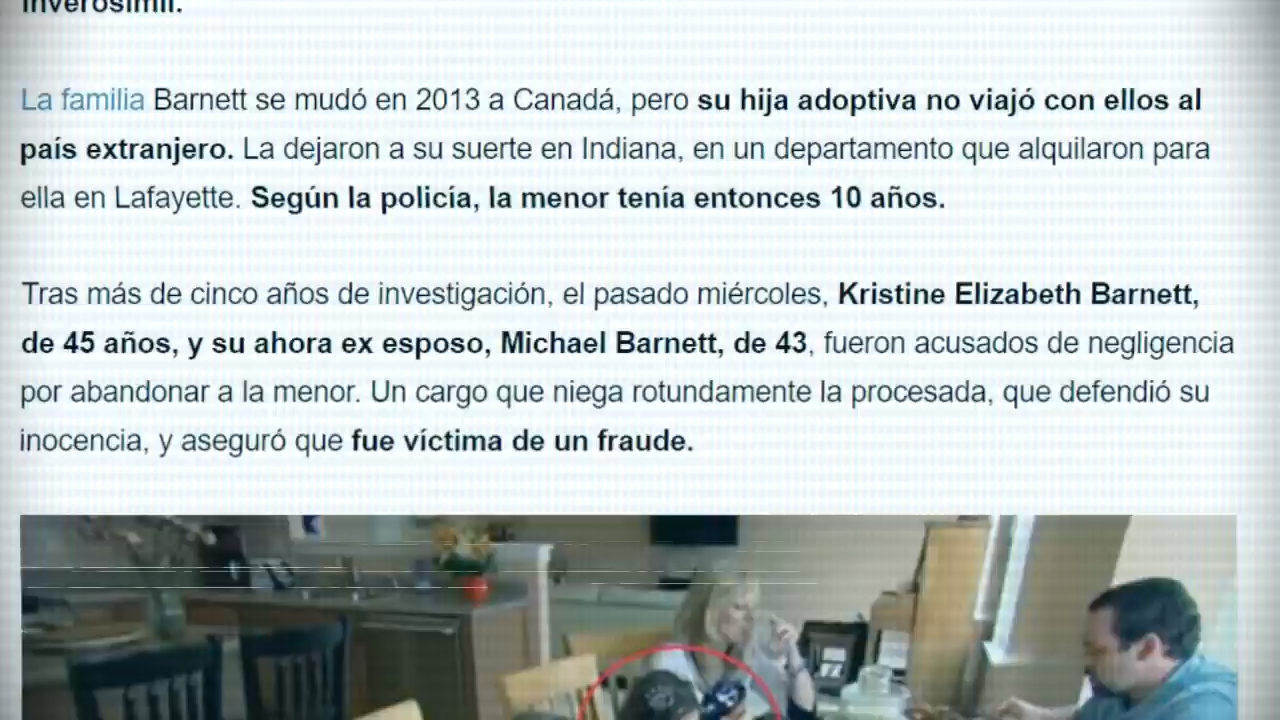 inverosímil.
La familia Barnett se mudó en 2013 a Canadá, pero su hija adoptiva no viajó con ellos al
país extranjero. La dejaron a su suerte en Indiana, en un departamento que alquilaron para
ella en Lafayette. Según la policía, la menor tenía entonces 10 años.
Tras más de cinco años de investigación, el pasado miércoles, Kristine Elizabeth Barnett,
de 45 años, y su ahora ex esposo, Michael Barnett, de 43, fueron acusados de negligencia
por abandonar a la menor. Un cargo que niega rotundamente la procesada, que defendió su
inocencia, y aseguró que fue víctima de un fraude.